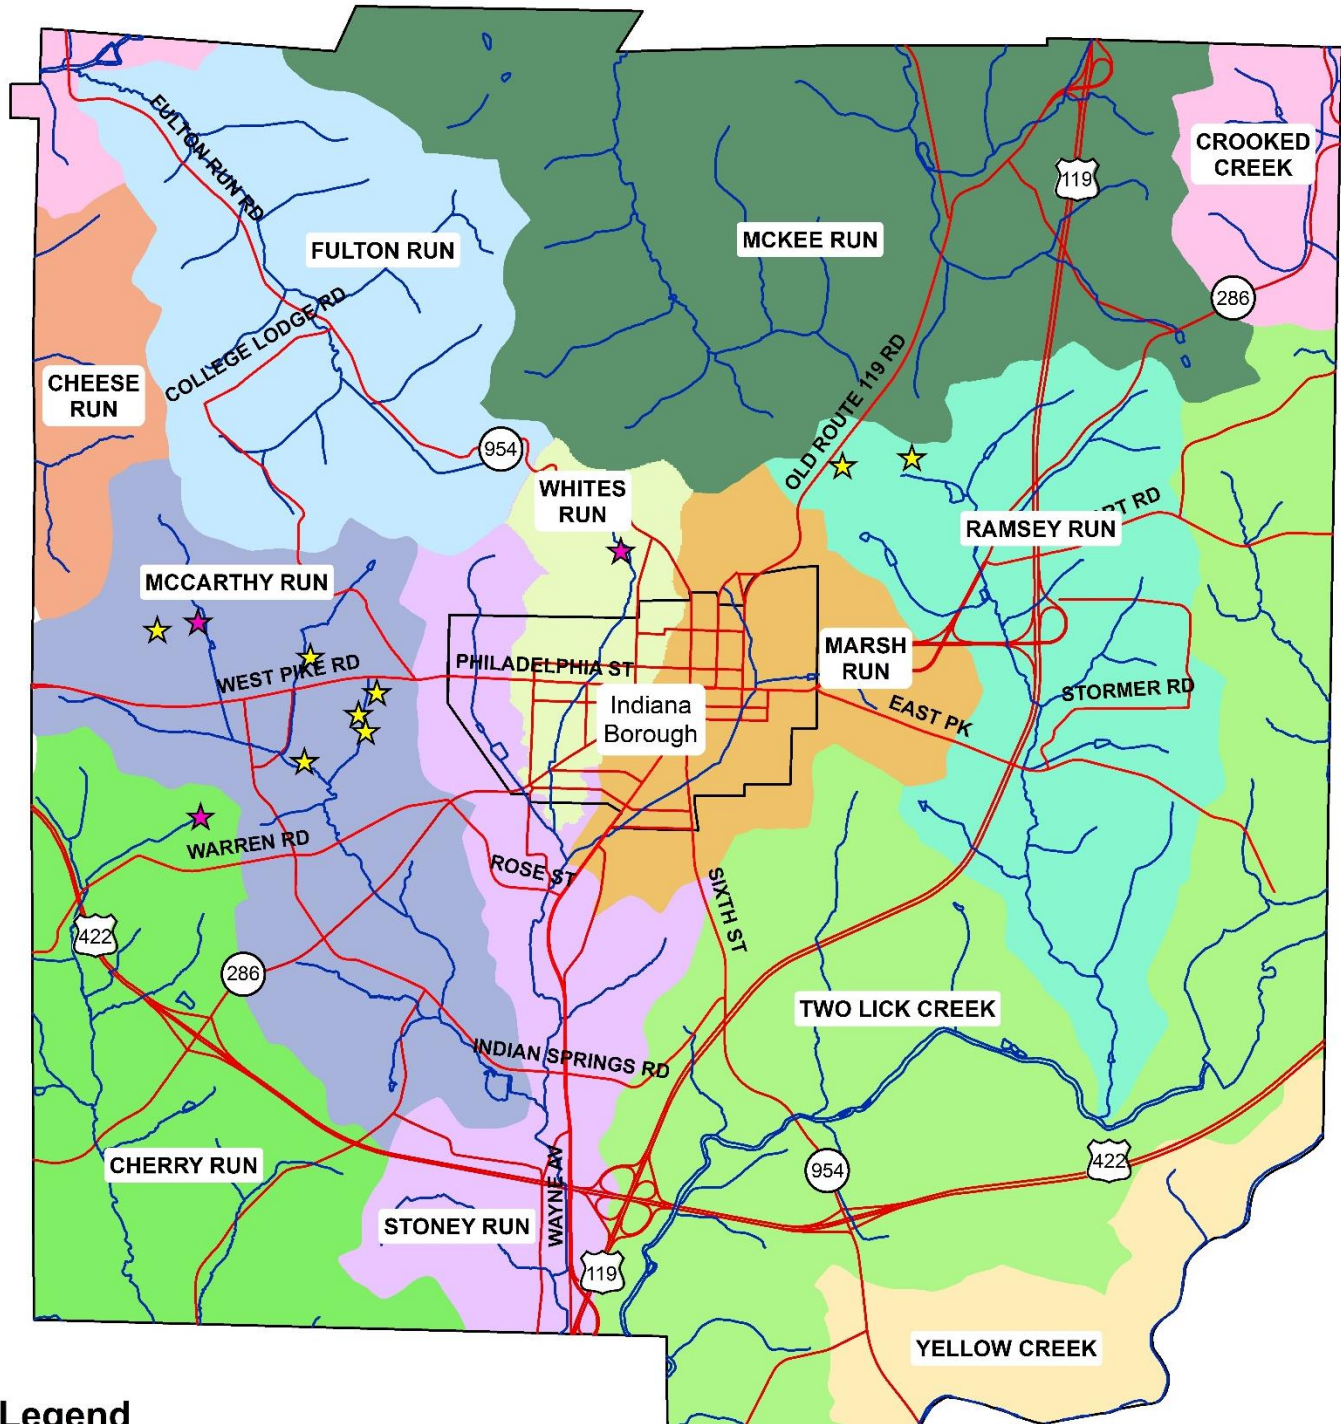 FULTON RUN RD
CROOKED
CREEK
119
FULTON RUN
MCKEE RUN
286
COLLEGE LODGE RD
CHEESE
RUN
OLD ROUTE 119 RD
954
WHITES
RUN
RT RD
RAMSEY RUN
MCCARTHY RUN
MARSH
RUN
PHILADELPHIA ST
WEST PIKE RD
STORMER RD
Indiana
Borough
EAST PK
WARREN RD
ROSE ST
SIXTH ST
422
286
TWO LICK CREEK
INDIAN SPRINGS RD
CHERRY RUN
422
954
WAYNE AV
STONEY RUN
119
YELLOW CREEK
Legend